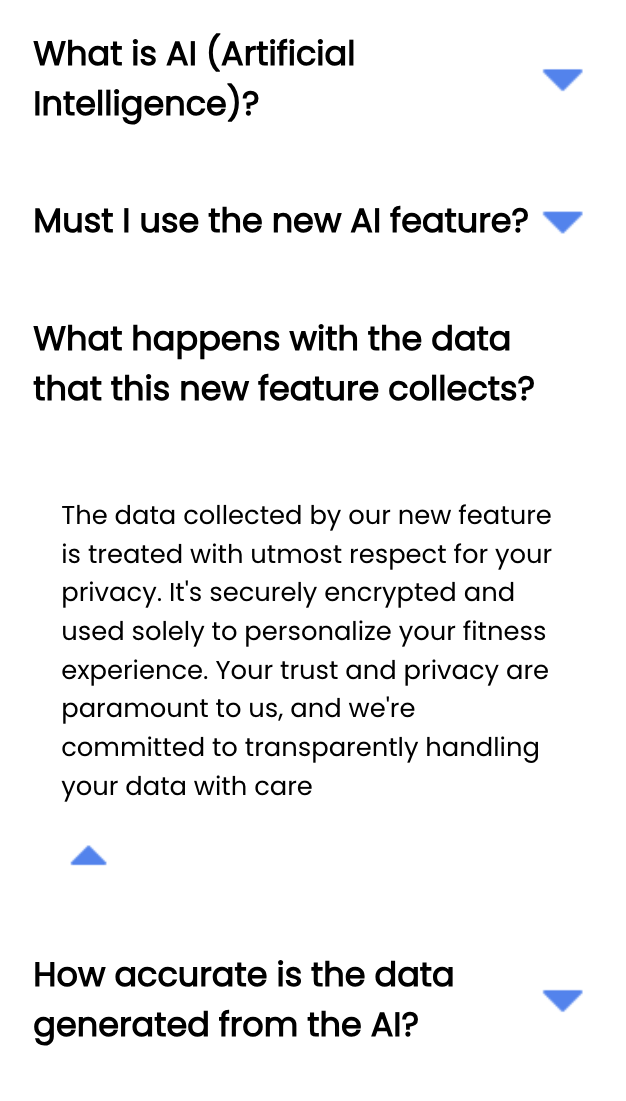 What is AI (Artificial
Intelligence)?
Must I use the new AI feature?
What happens with the data
that this new feature collects?
The data collected by our new feature
is treated with utmost respect for your
privacy. It's securely encrypted and
used solely to personalize your fitness
experience. Your trust and privacy are
paramount to us, and we're
committed to transparently handling
your data with care
How accurate is the data
generated from the AI?